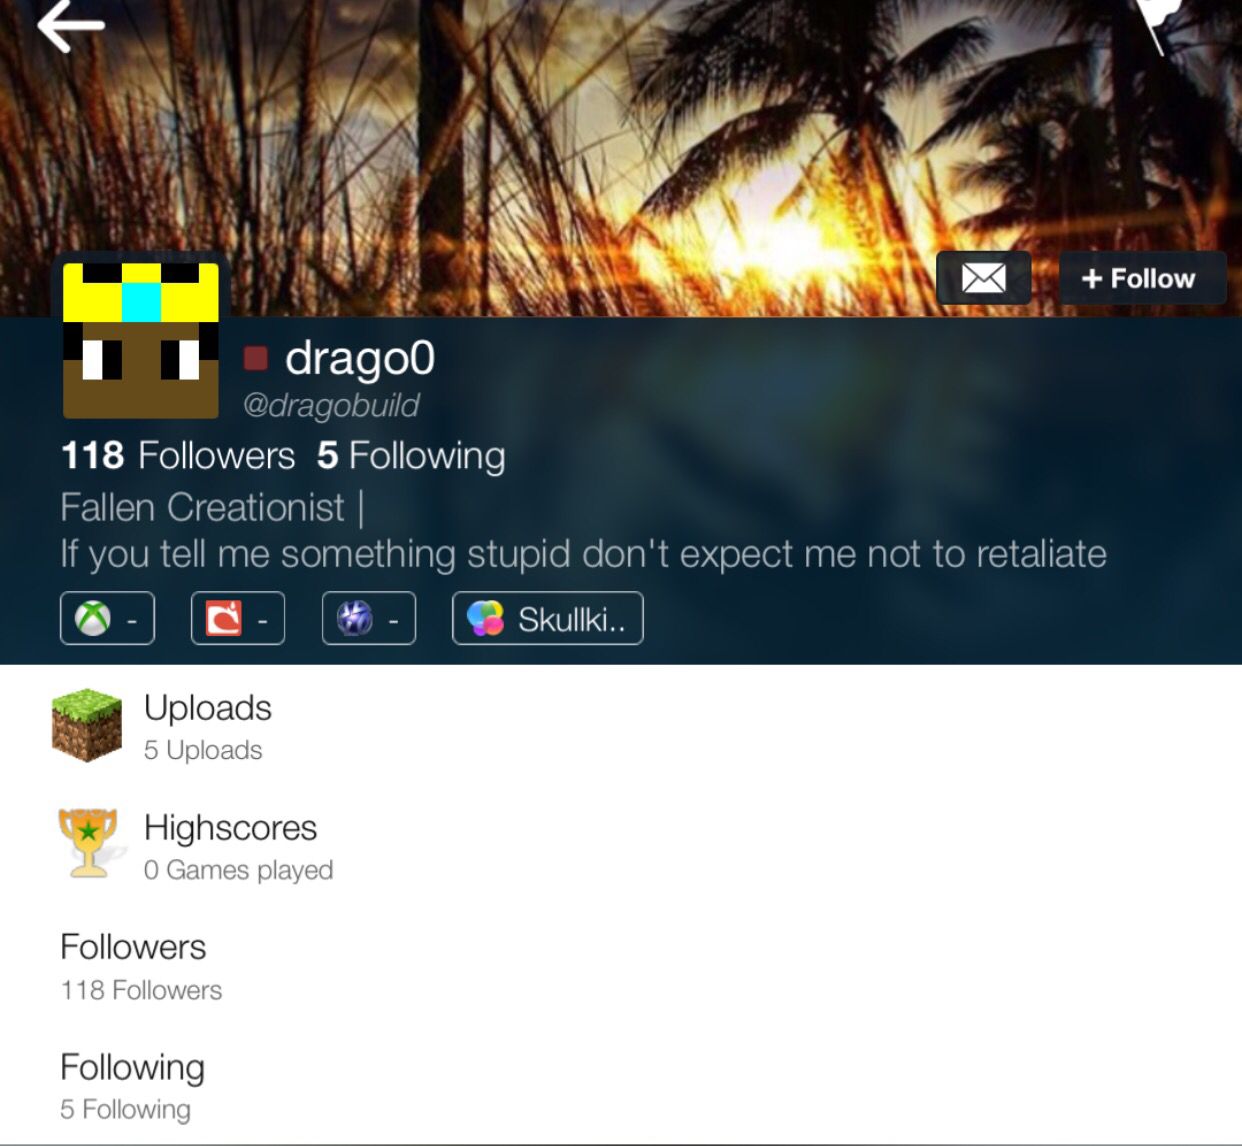 + Follow
drago0
@dragobuild
118 Followers 5 Following
Fallen Creationist |
If you tell me something stupid don't expect me not to retaliate
- - - Skullki..
Uploads
5 Uploads
Highscores
0 Games played
Followers
118 Followers
Following
5 Following